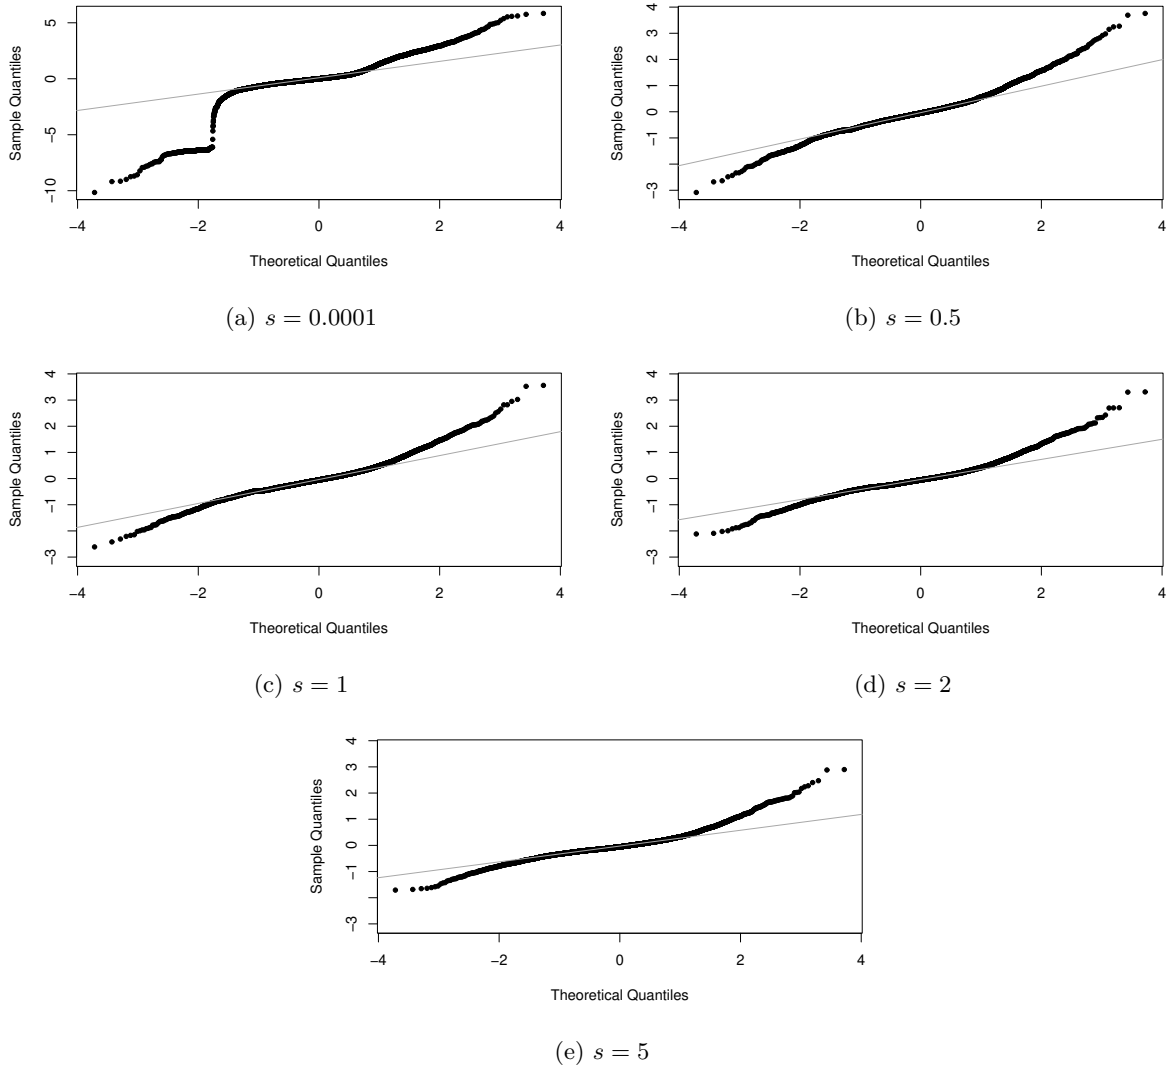 Sample Quantiles
5
0
−5
−10
−4 −2 0 2 4
Theoretical Quantiles
(a) s = 0.0001
Sample Quantiles
4
3
2
1
0
−1
−3
−4 −2 0 2 4
Theoretical Quantiles
(b) s = 0.5
Sample Quantiles
4
3
2
1
0
−1
−3
−4 −2 0 2 4
Theoretical Quantiles
(c) s = 1
Sample Quantiles
4
3
2
1
0
−1
−3
−4 −2 0 2 4
Theoretical Quantiles
(d) s = 2
Sample Quantiles
4
3
2
1
0
−1
−3
−4 −2 0 2 4
Theoretical Quantiles
(e) s = 5